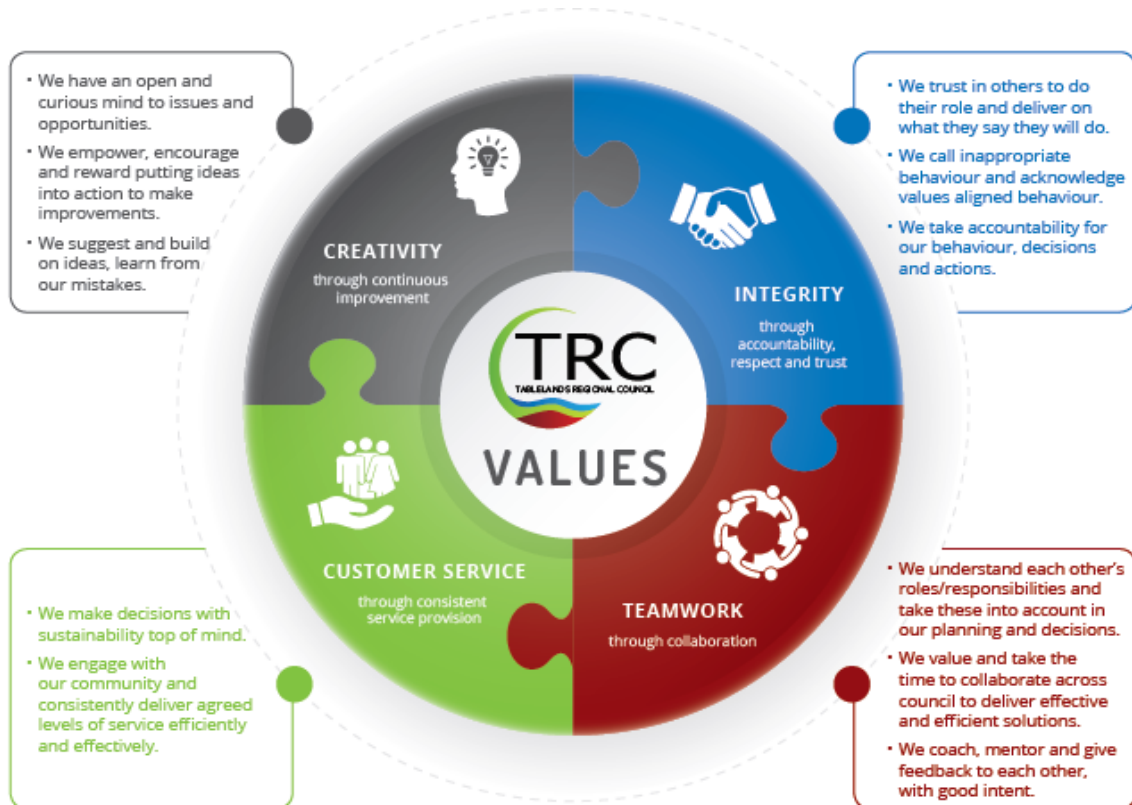 · We have an open and
curious mind to issues and
opportunities.
· We empower, encourage
and reward putting ideas
into action to make
improvements.
· We suggest and build
on ideas, learn from
our mistakes.
CREATIVITY
through continuous
improvement
· We trust in others to do
their role and deliver on
what they say they will do.
· We call inappropriate
behaviour and acknowledge
values aligned behaviour.
· We take accountability for
our behaviour, decisions
and actions.
INTEGRITY
through
accountability,
respect and trust
TRC
TABLELANDS REGIONAL COUNCIL
VALUES
CUSTOMER SERVICE
through consistent
service provision
· We make decisions with
sustainability top of mind.
· We engage with
our community and
consistently deliver agreed
levels of service efficiently
and effectively.
TEAMWORK
through collaboration
· We understand each other’s
roles/responsibilities and
take these into account in
our planning and decisions.
· We value and take the
time to collaborate across
council to deliver effective
and efficient solutions.
· We coach, mentor and give
feedback to each other,
with good intent.